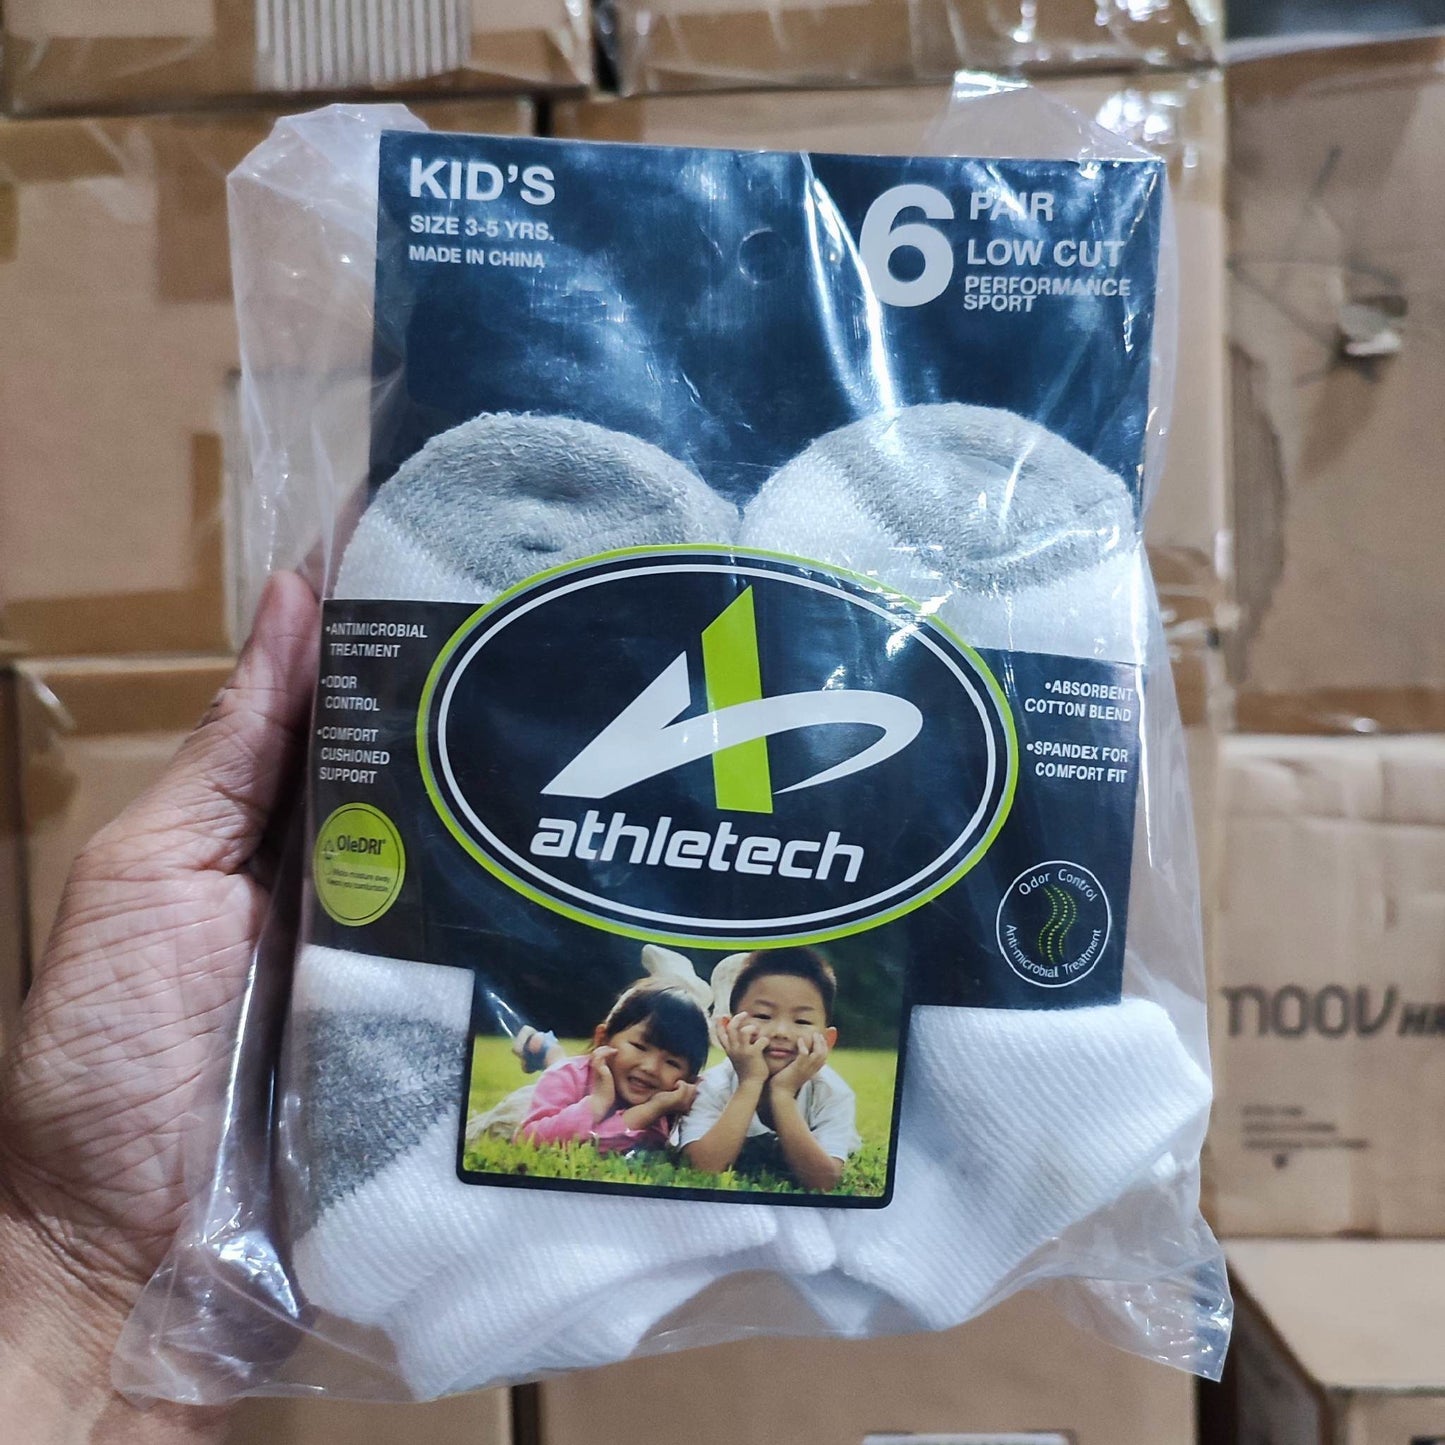 KID'S
SIZE 3-5 YRS.
MADE IN CHINA
6 PAIR
LOW CUT
PERFORMANCE
SPORT
•ANTIMICROBIAL
TREATMENT
•ODOR
CONTROL
•COMFORT
CUSHIONED
SUPPORT
OleDRI
•ABSORBENT
COTTON BLEND
•SPANDEX FOR
COMFORT FIT
athletech
Odor Control
Anti-microbial Treatment
moov